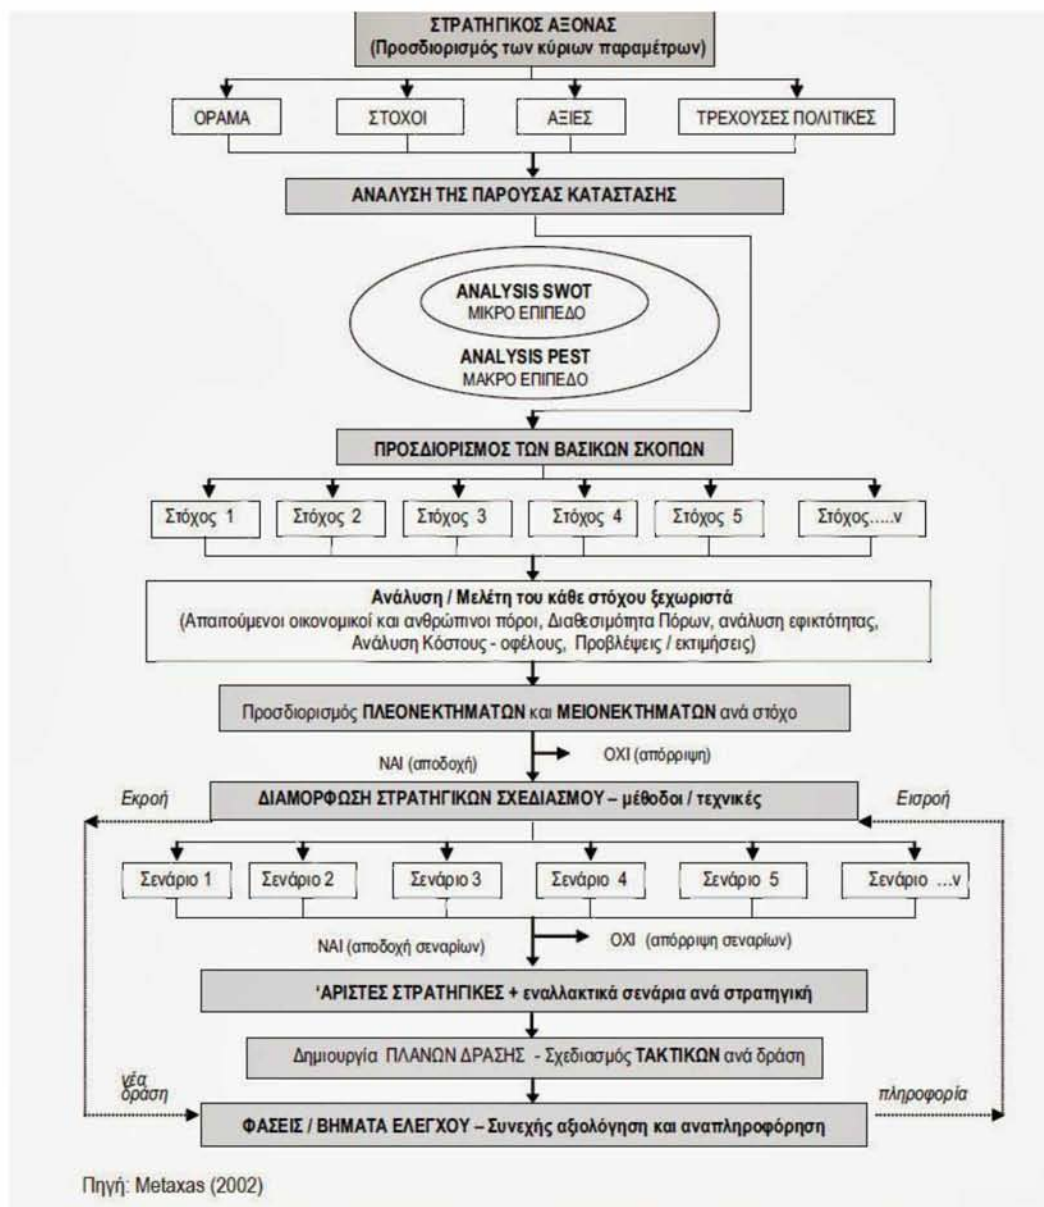 ΣΤΡΑΤΗΓΙΚΟΣ ΑΞΟΝΑΣ
(Προσδιορισμός των κύριων παραμέτρων)
ΟΡΑΜΑ
ΣΤΟΧΟΙ
ΑΞΙΕΣ
ΤΡΕΧΟΥΣΕΣ ΠΟΛΙΤΙΚΕΣ
ΑΝΑΛΥΣΗ ΤΗΣ ΠΑΡΟΥΣΑΣ ΚΑΤΑΣΤΑΣΗΣ
ANALYSIS SWOT
ΜΙΚΡΟ ΕΠΙΠΕΔΟ
ANALYSIS PEST
ΜΑΚΡΟ ΕΠΙΠΕΔΟ
ΠΡΟΣΔΙΟΡΙΣΜΟΣ ΤΩΝ ΒΑΣΙΚΩΝ ΣΚΟΠΩΝ
Στόχος 1
Στόχος 2
Στόχος 3
Στόχος 4
Στόχος 5
Στόχος.....ν
Ανάλυση / Μελέτη του κάθε στόχου ξεχωριστά
(Απαιτούμενοι οικονομικοί και ανθρώπινοι πόροι, Διαθεσιμότητα Πόρων, ανάλυση εφικτότητας,
Ανάλυση Κόστους - οφέλους, Προβλέψεις / εκτιμήσεις)
Προσδιορισμός ΠΛΕΟΝΕΚΤΗΜΑΤΩΝ και ΜΕΙΟΝΕΚΤΗΜΑΤΩΝ ανά στόχο
ΝΑΙ (αποδοχή)
ΟΧΙ (απόρριψη)
Εκροή
ΔΙΑΜΟΡΦΩΣΗ ΣΤΡΑΤΗΓΙΚΩΝ ΣΧΕΔΙΑΣΜΟΥ – μέθοδοι / τεχνικές
Εισροή
Σενάριο 1
Σενάριο 2
Σενάριο 3
Σενάριο 4
Σενάριο 5
Σενάριο ...ν
ΝΑΙ (αποδοχή σεναρίων)
ΟΧΙ (απόρριψη σεναρίων)
‘ΑΡΙΣΤΕΣ ΣΤΡΑΤΗΓΙΚΕΣ + εναλλακτικά σενάρια ανά στρατηγική
Δημιουργία ΠΛΑΝΩΝ ΔΡΑΣΗΣ - Σχεδιασμός ΤΑΚΤΙΚΩΝ ανά δράση
νέα
δράση
πληροφορία
ΦΑΣΕΙΣ / ΒΗΜΑΤΑ ΕΛΕΓΧΟΥ – Συνεχής αξιολόγηση και αναπληροφόρηση
Πηγή: Metaxas (2002)